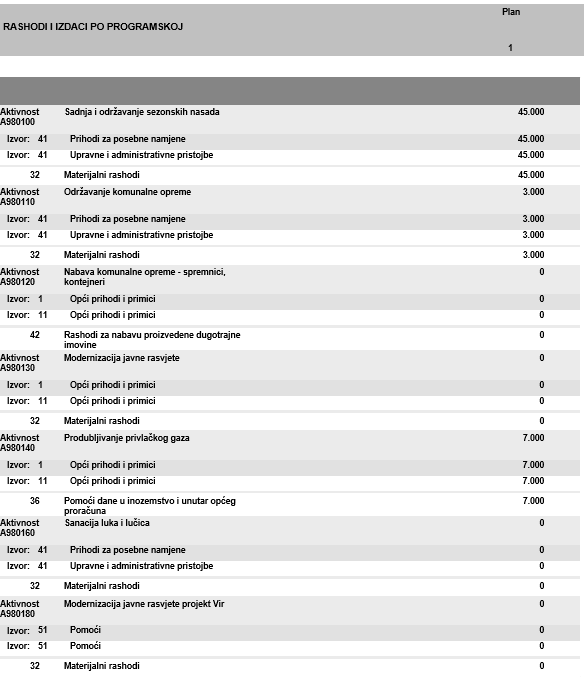 Plan
RASHODI I IZDACI PO PROGRAMSKOJ
1
Aktivnost Sadnja i održavanje sezonskih nasada 45.000
A980100
Izvor: 41 Prihodi za posebne namjene 45.000
Izvor: 41 Upravne i administrativne pristojbe 45.000
32 Materijalni rashodi 45.000
Aktivnost Održavanje komunalne opreme 3.000
A980110
Izvor: 41 Prihodi za posebne namjene 3.000
Izvor: 41 Upravne i administrativne pristojbe 3.000
32 Materijalni rashodi 3.000
Aktivnost Nabava komunalne opreme - spremnici, 0
A980120 kontejneri
Izvor: 1 Opći prihodi i primici 0
Izvor: 11 Opći prihodi i primici 0
42 Rashodi za nabavu proizvedene dugotrajne 0
imovine
Aktivnost Modernizacija javne rasvjete 0
A980130
Izvor: 1 Opći prihodi i primici 0
Izvor: 11 Opći prihodi i primici 0
32 Materijalni rashodi 0
Aktivnost Produbljivanje privlačkog gaza 7.000
A980140
Izvor: 1 Opći prihodi i primici 7.000
Izvor: 11 Opći prihodi i primici 7.000
36 Pomoći dane u inozemstvo i unutar općeg 7.000
proračuna
Aktivnost Sanacija luka i lučica 0
A980160
Izvor: 41 Prihodi za posebne namjene 0
Izvor: 41 Upravne i administrativne pristojbe 0
32 Materijalni rashodi 0
Aktivnost Modernizacija javne rasvjete projekt Vir 0
A980180
Izvor: 51 Pomoći 0
Izvor: 51 Pomoći 0
32 Materijalni rashodi 0